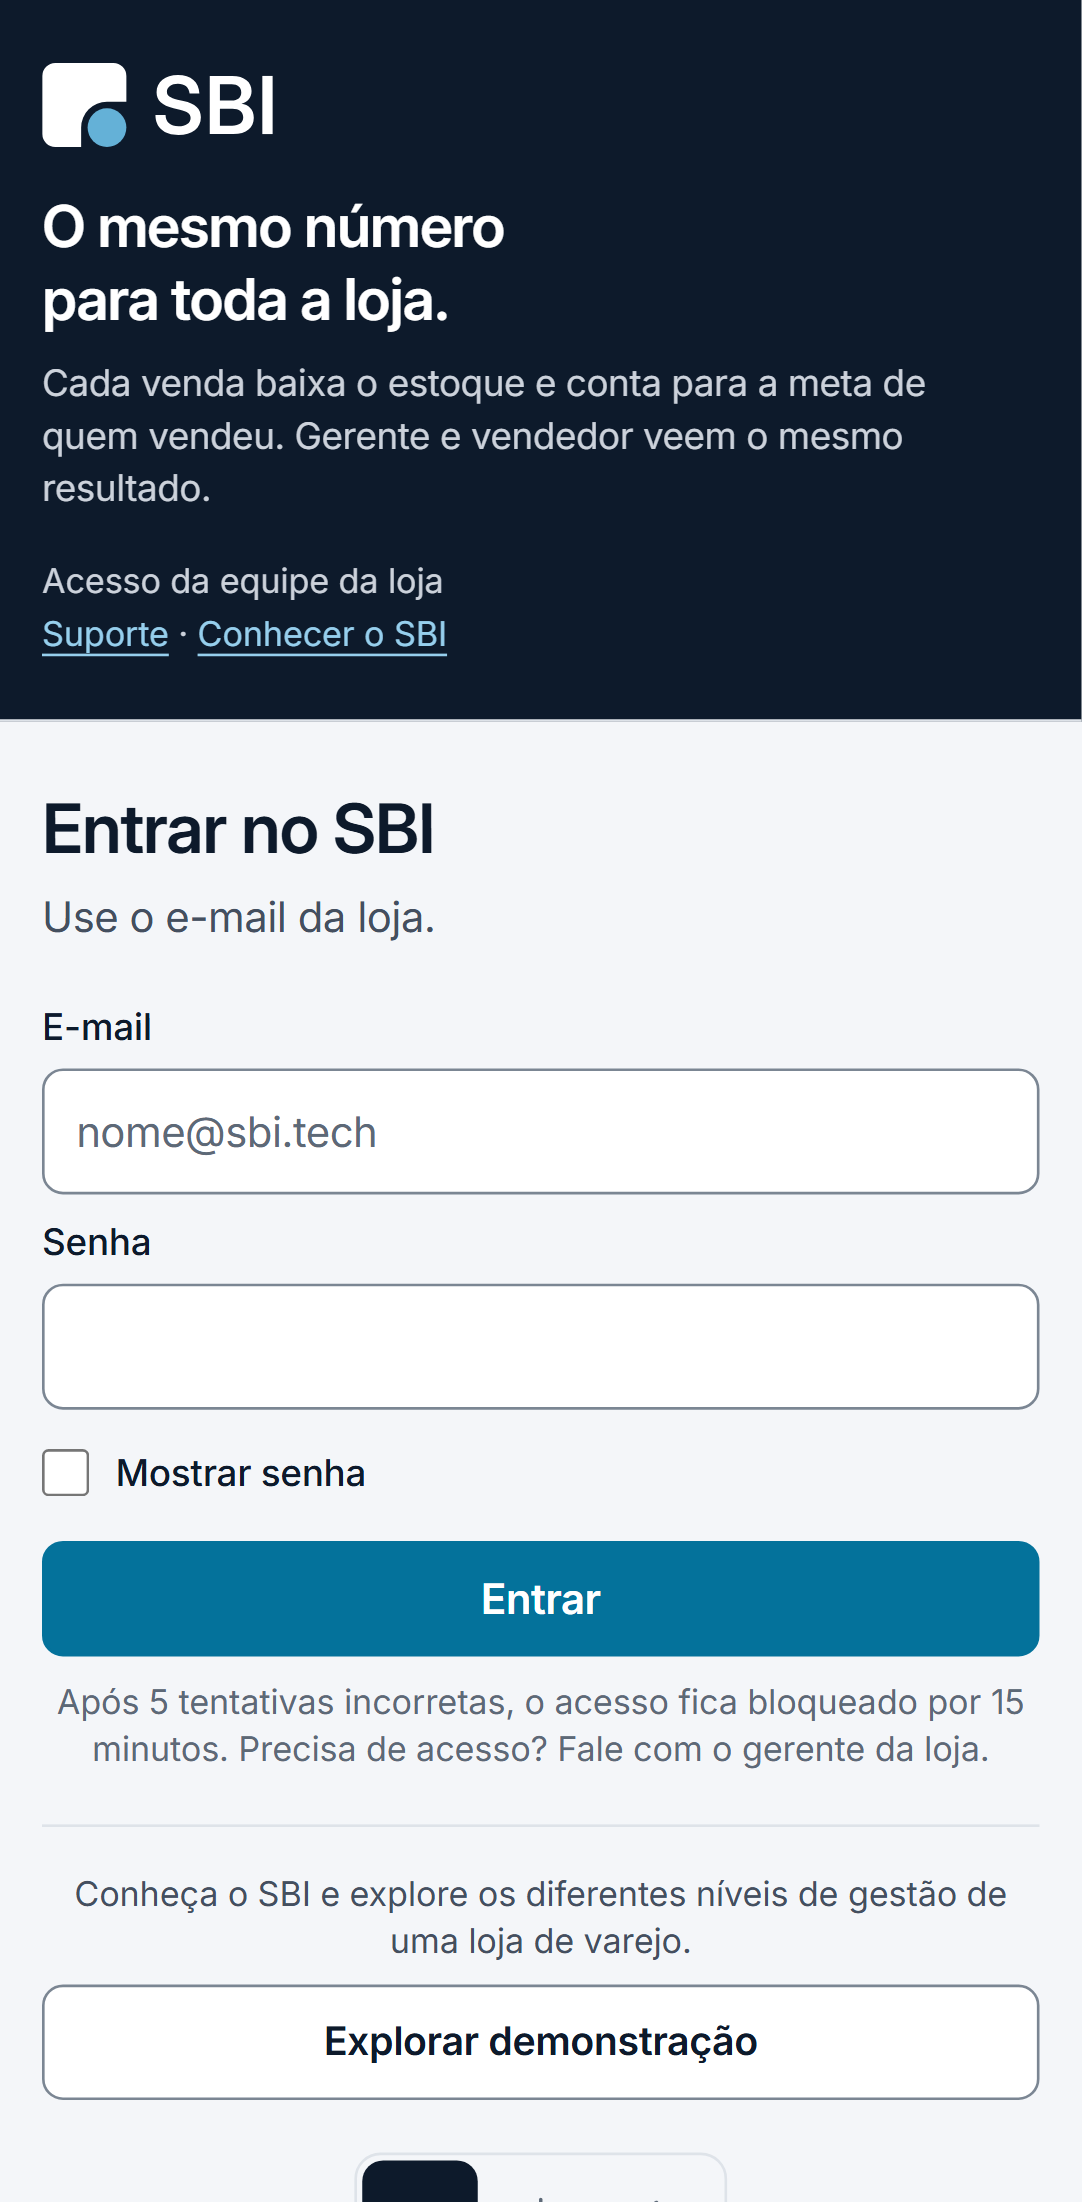 SBI
O mesmo número
para toda a loja.
Cada venda baixa o estoque e conta para a meta de
quem vendeu. Gerente e vendedor veem o mesmo
resultado.
Acesso da equipe da loja
Suporte · Conhecer o SBI
Entrar no SBI
Use o e-mail da loja.
E-mail
nome@sbi.tech
Senha
Mostrar senha
Entrar
Após 5 tentativas incorretas, o acesso fica bloqueado por 15
minutos. Precisa de acesso? Fale com o gerente da loja.
Conheça o SBI e explore os diferentes níveis de gestão de
uma loja de varejo.
Explorar demonstração